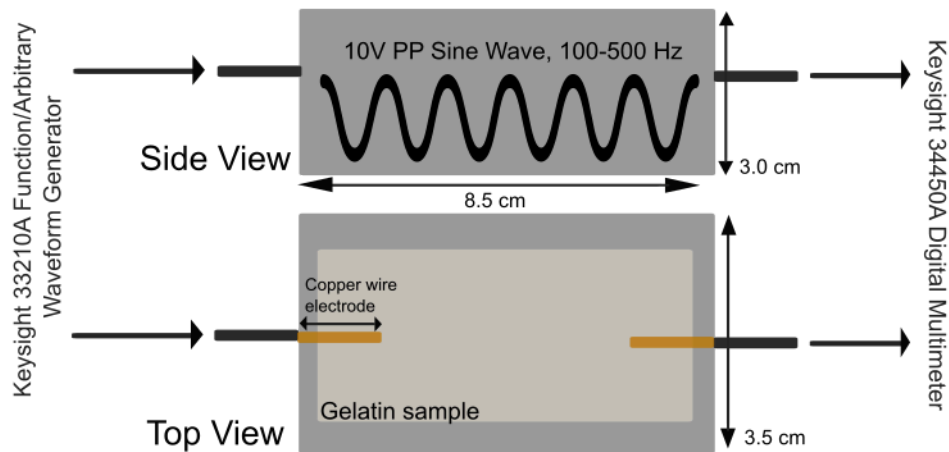 Keysight 33210A Function/Arbitrary
Waveform Generator
10V PP Sine Wave, 100-500 Hz
Side View
3.0 cm
8.5 cm
Keysight 34450A Digital Multimeter
Copper wire
electrode
Gelatin sample
Top View
3.5 cm